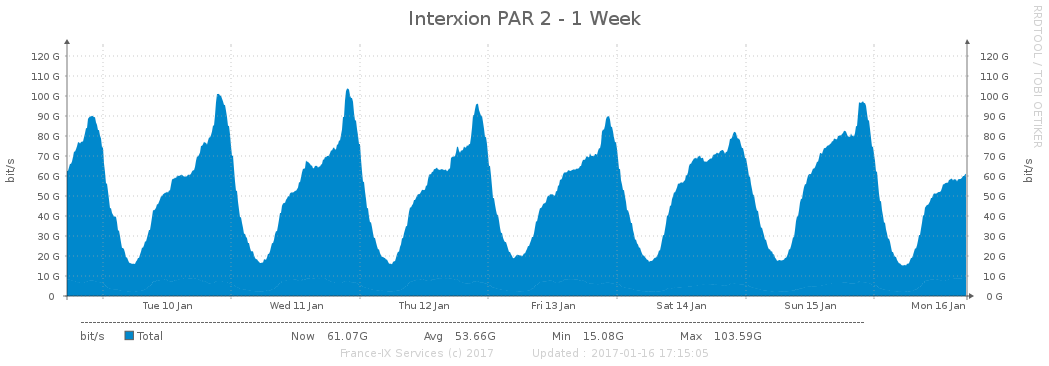 Interxion PAR 2 - 1 Week
RRDTOOL / TOBI OETIKER
bit/s
120 G
110 G
100 G
90 G
80 G
70 G
60 G
50 G
40 G
30 G
20 G
10 G
0
120 G
110 G
100 G
90 G
80 G
70 G
60 G
50 G
40 G
30 G
20 G
10 G
0 G
bit/s
Tue 10 Jan Wed 11 Jan Thu 12 Jan Fri 13 Jan Sat 14 Jan Sun 15 Jan Mon 16 Jan
bit/s Total Now 61.07G Avg 53.66G Min 15.08G Max 103.59G
France-IX Services (c) 2017 Updated : 2017-01-16 17:15:05